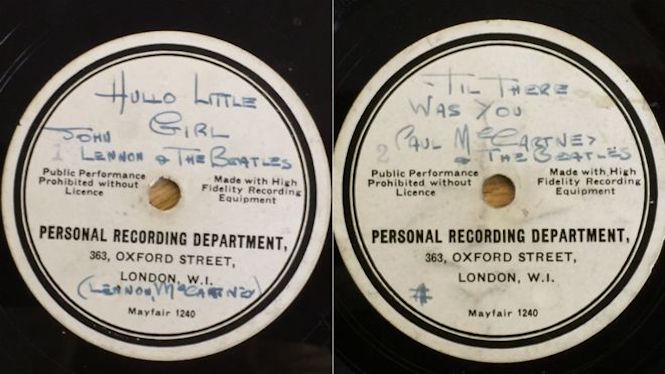 HULLO LITTLE
GIRL
JOHN
1 LENNON & THE BEATLES
Public Performance
Prohibited without
Licence
Made with High
Fidelity Recording
Equipment
PERSONAL RECORDING DEPARTMENT,
363, OXFORD STREET,
LONDON, W.I.
(LENNON, McCARTNEY)
Mayfair 1240
'TIL THERE
WAS YOU
2 PAUL McCARTNEY
& THE BEATLES
Public Performance
Prohibited without
Licence
Made with High
Fidelity Recording
Equipment
PERSONAL RECORDING DEPARTMENT,
363, OXFORD STREET,
LONDON, W.I.
Mayfair 1240